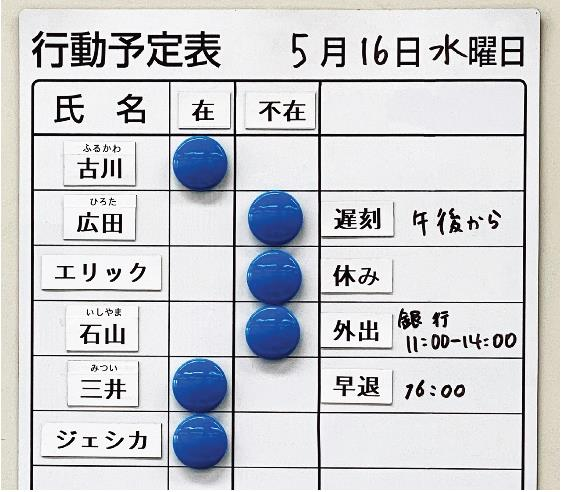 行動予定表 5月16日水曜日
氏名 在 不在
ふるかわ
古川
ひろた
広田 遅刻 午後から
エリック 休み
いしやま
石山 外出 銀行
11:00-14:00
みつい
三井 早退 16:00
ジェシカ